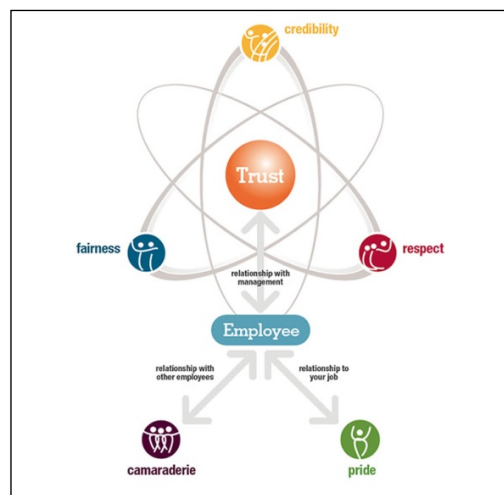 credibility
Trust
fairness
respect
relationship with
management
Employee
relationship with
other employees
relationship to
your job
camaraderie
pride